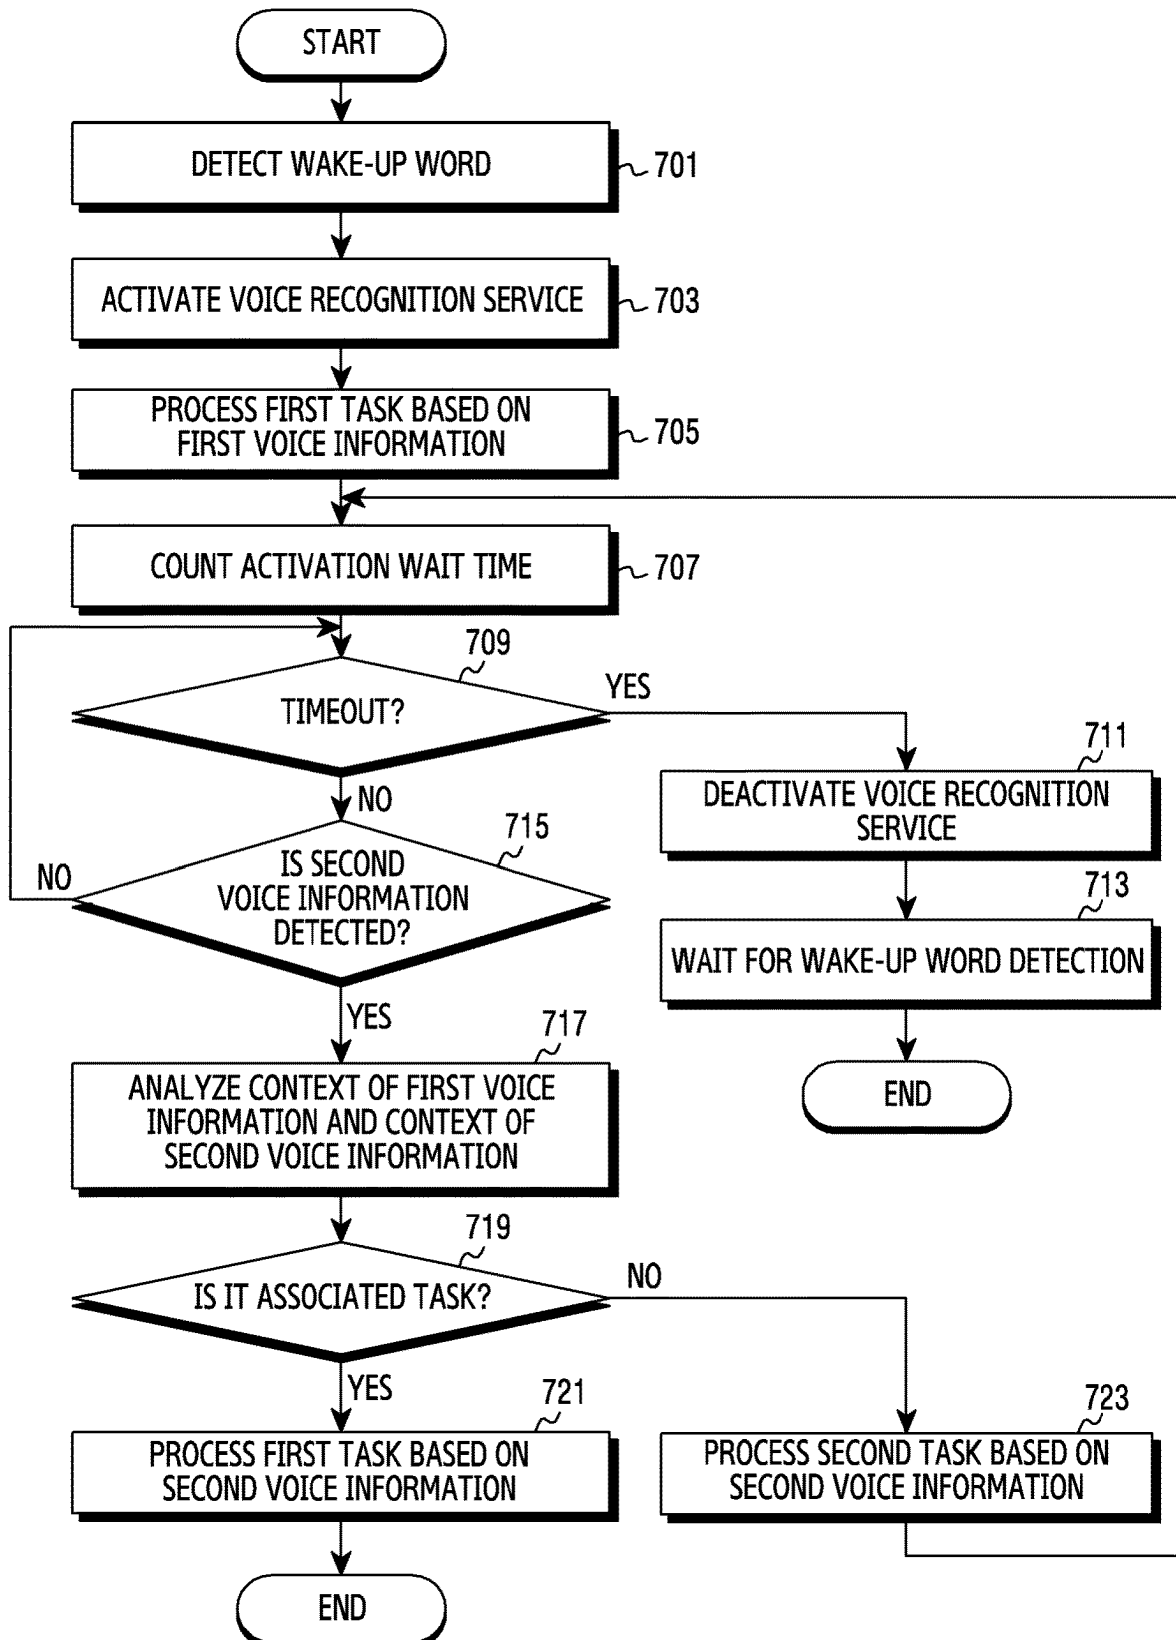 START
DETECT WAKE-UP WORD
701
ACTIVATE VOICE RECOGNITION SERVICE
703
PROCESS FIRST TASK BASED ON
FIRST VOICE INFORMATION
705
COUNT ACTIVATION WAIT TIME
707
709
TIMEOUT?
YES
NO
711
DEACTIVATE VOICE RECOGNITION
SERVICE
715
IS SECOND
VOICE INFORMATION
DETECTED?
NO
YES
713
WAIT FOR WAKE-UP WORD DETECTION
END
717
ANALYZE CONTEXT OF FIRST VOICE
INFORMATION AND CONTEXT OF
SECOND VOICE INFORMATION
719
IS IT ASSOCIATED TASK?
NO
YES
721
PROCESS FIRST TASK BASED ON
SECOND VOICE INFORMATION
723
PROCESS SECOND TASK BASED ON
SECOND VOICE INFORMATION
END